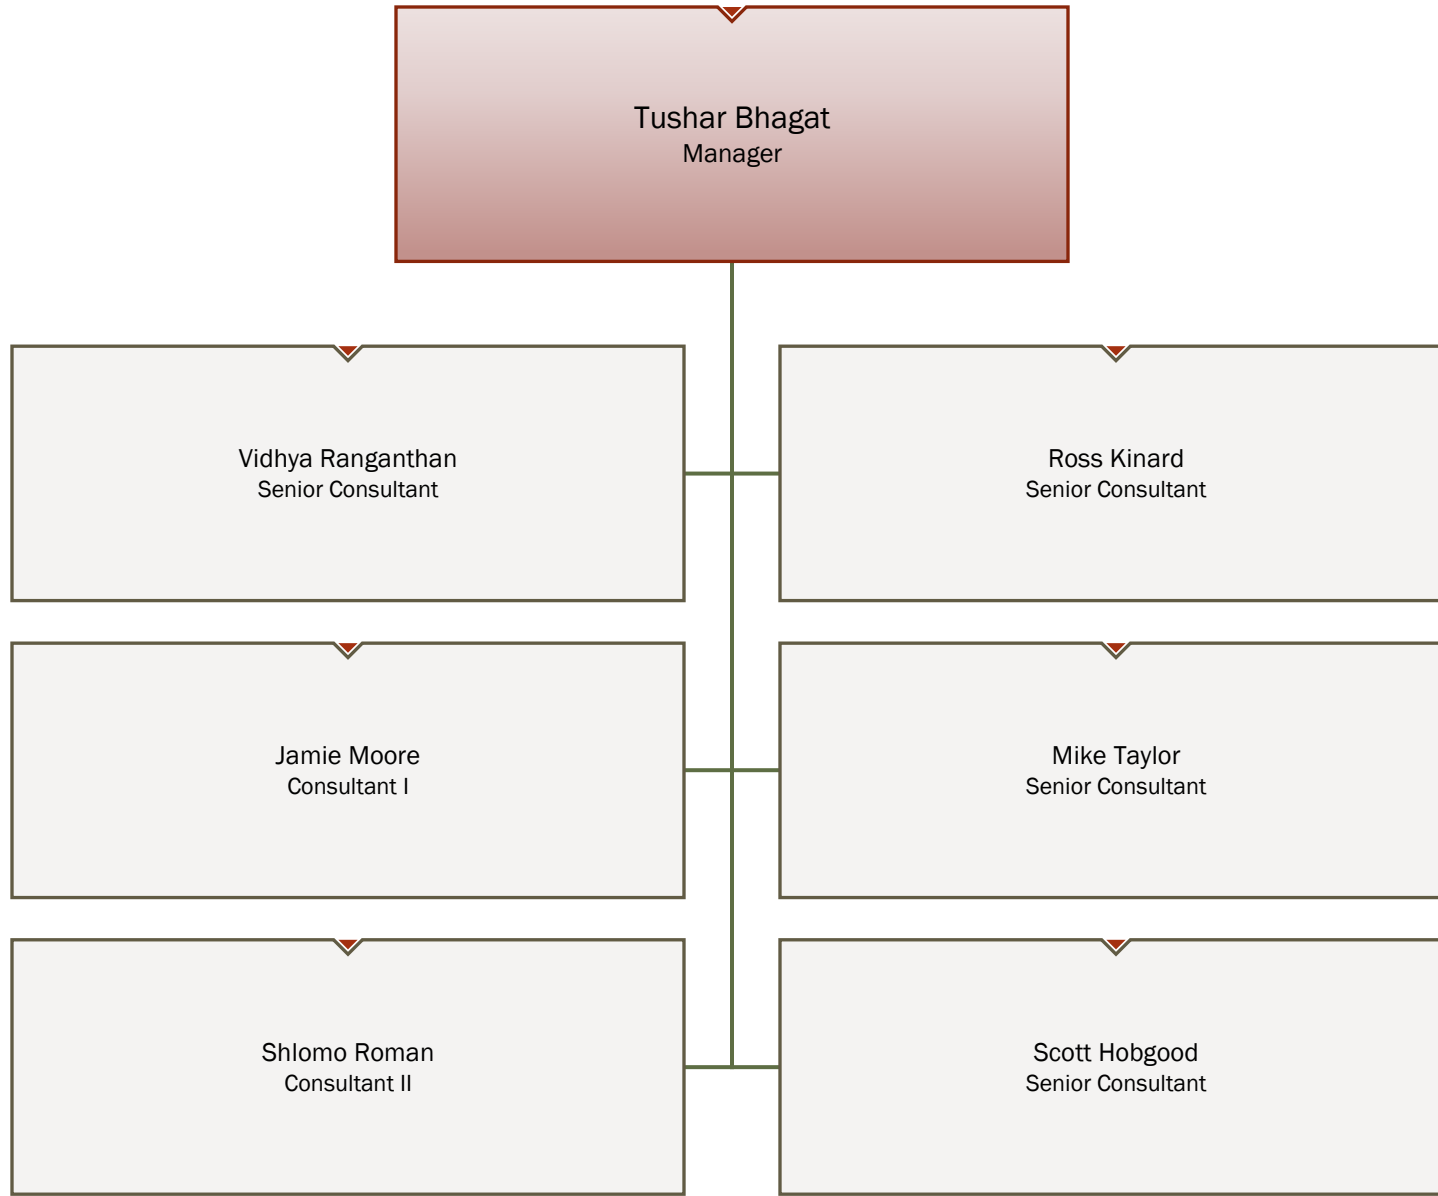 Tushar Bhagat
Manager
Vidhya Ranganthan
Senior Consultant
Ross Kinard
Senior Consultant
Jamie Moore
Consultant I
Mike Taylor
Senior Consultant
Shlomo Roman
Consultant II
Scott Hobgood
Senior Consultant